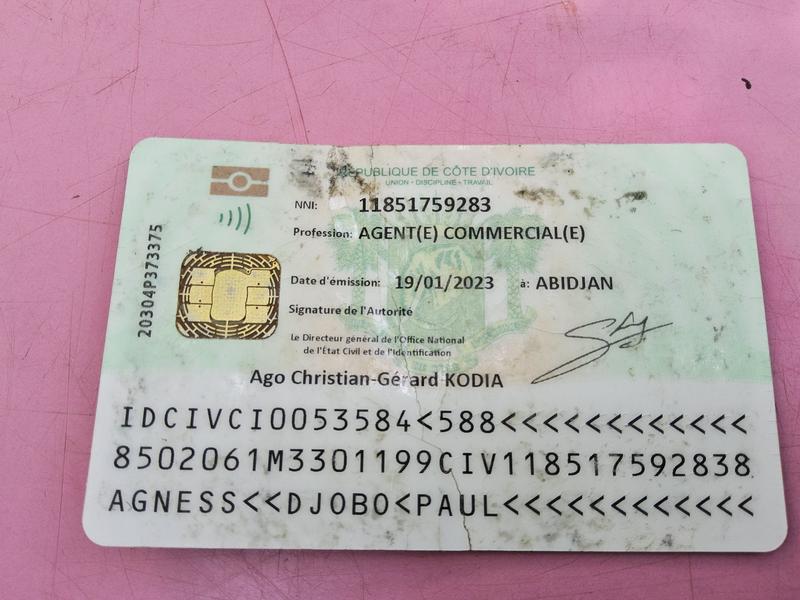 RÉPUBLIQUE DE CÔTE D'IVOIRE
UNION - DISCIPLINE - TRAVAIL
NNI: 11851759283
Profession: AGENT(E) COMMERCIAL(E)
20304P373375
Date d'émission: 19/01/2023 à: ABIDJAN
Signature de l'Autorité
Le Directeur général de l'Office National
de l'État Civil et de l'Identification
Ago Christian-Gérard KODIA
IDCIVCI0053584<588<<<<<<<<<<<<
8502061M3301199CIV118517592838
AGNESS<<DJOBO<PAUL<<<<<<<<<<<<